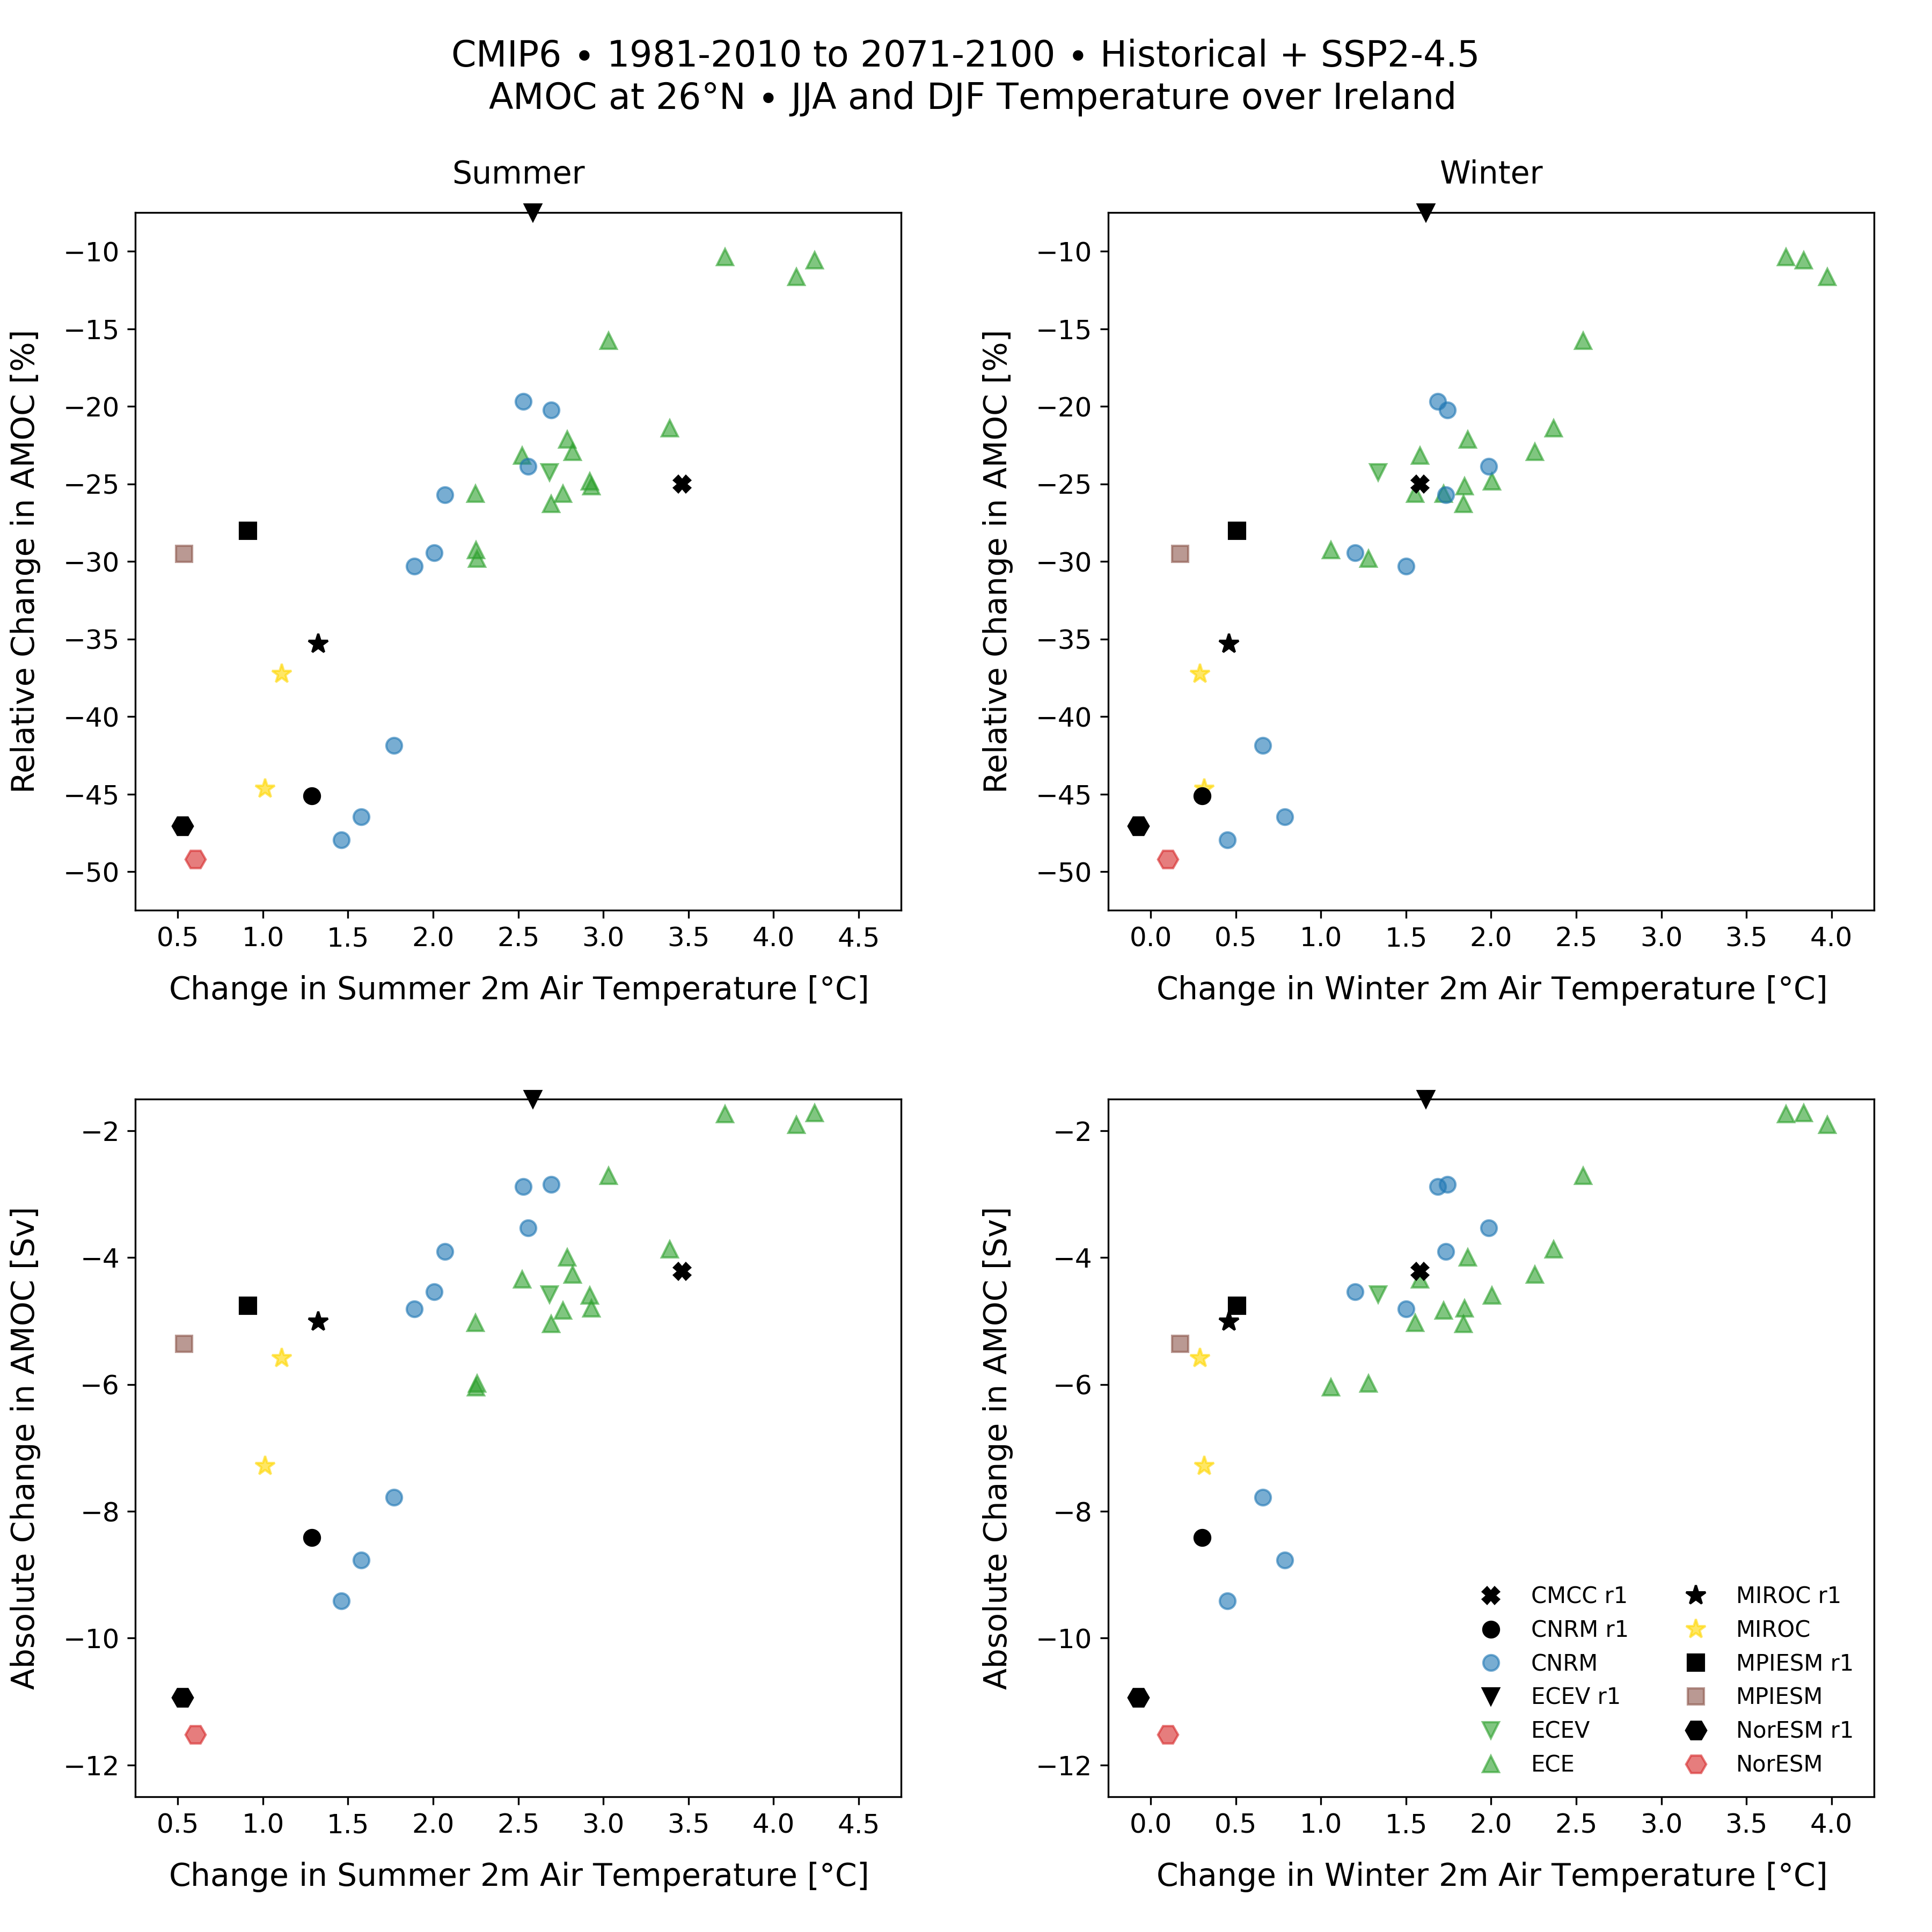 CMIP6 • 1981-2010 to 2071-2100 • Historical + SSP2-4.5
AMOC at 26°N • JJA and DJF Temperature over Ireland
Summer
Relative Change in AMOC [%]
−10
−15
−20
−25
−30
−35
−40
−45
−50
0.5 1.0 1.5 2.0 2.5 3.0 3.5 4.0 4.5
Change in Summer 2m Air Temperature [°C]
Winter
Relative Change in AMOC [%]
−10
−15
−20
−25
−30
−35
−40
−45
−50
0.0 0.5 1.0 1.5 2.0 2.5 3.0 3.5 4.0
Change in Winter 2m Air Temperature [°C]
Absolute Change in AMOC [Sv]
−2
−4
−6
−8
−10
−12
0.5 1.0 1.5 2.0 2.5 3.0 3.5 4.0 4.5
Change in Summer 2m Air Temperature [°C]
Absolute Change in AMOC [Sv]
−2
−4
−6
−8
−10
−12
0.0 0.5 1.0 1.5 2.0 2.5 3.0 3.5 4.0
Change in Winter 2m Air Temperature [°C]
CMCC r1
CNRM r1
CNRM
ECEV r1
ECEV
ECE
MIROC r1
MIROC
MPIESM r1
MPIESM
NorESM r1
NorESM